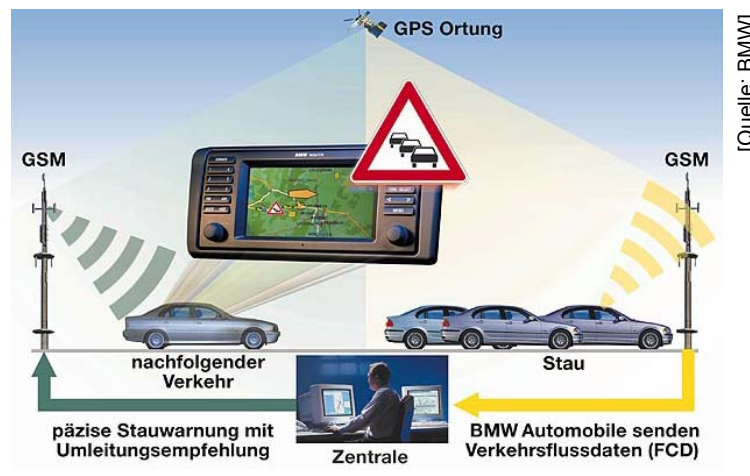 GPS Ortung
[Quelle: BMW]
GSM
GSM
nachfolgender
Verkehr
Stau
päzise Stauwarnung mit
Umleitungsempfehlung
Zentrale
BMW Automobile senden
Verkehrsflussdaten (FCD)